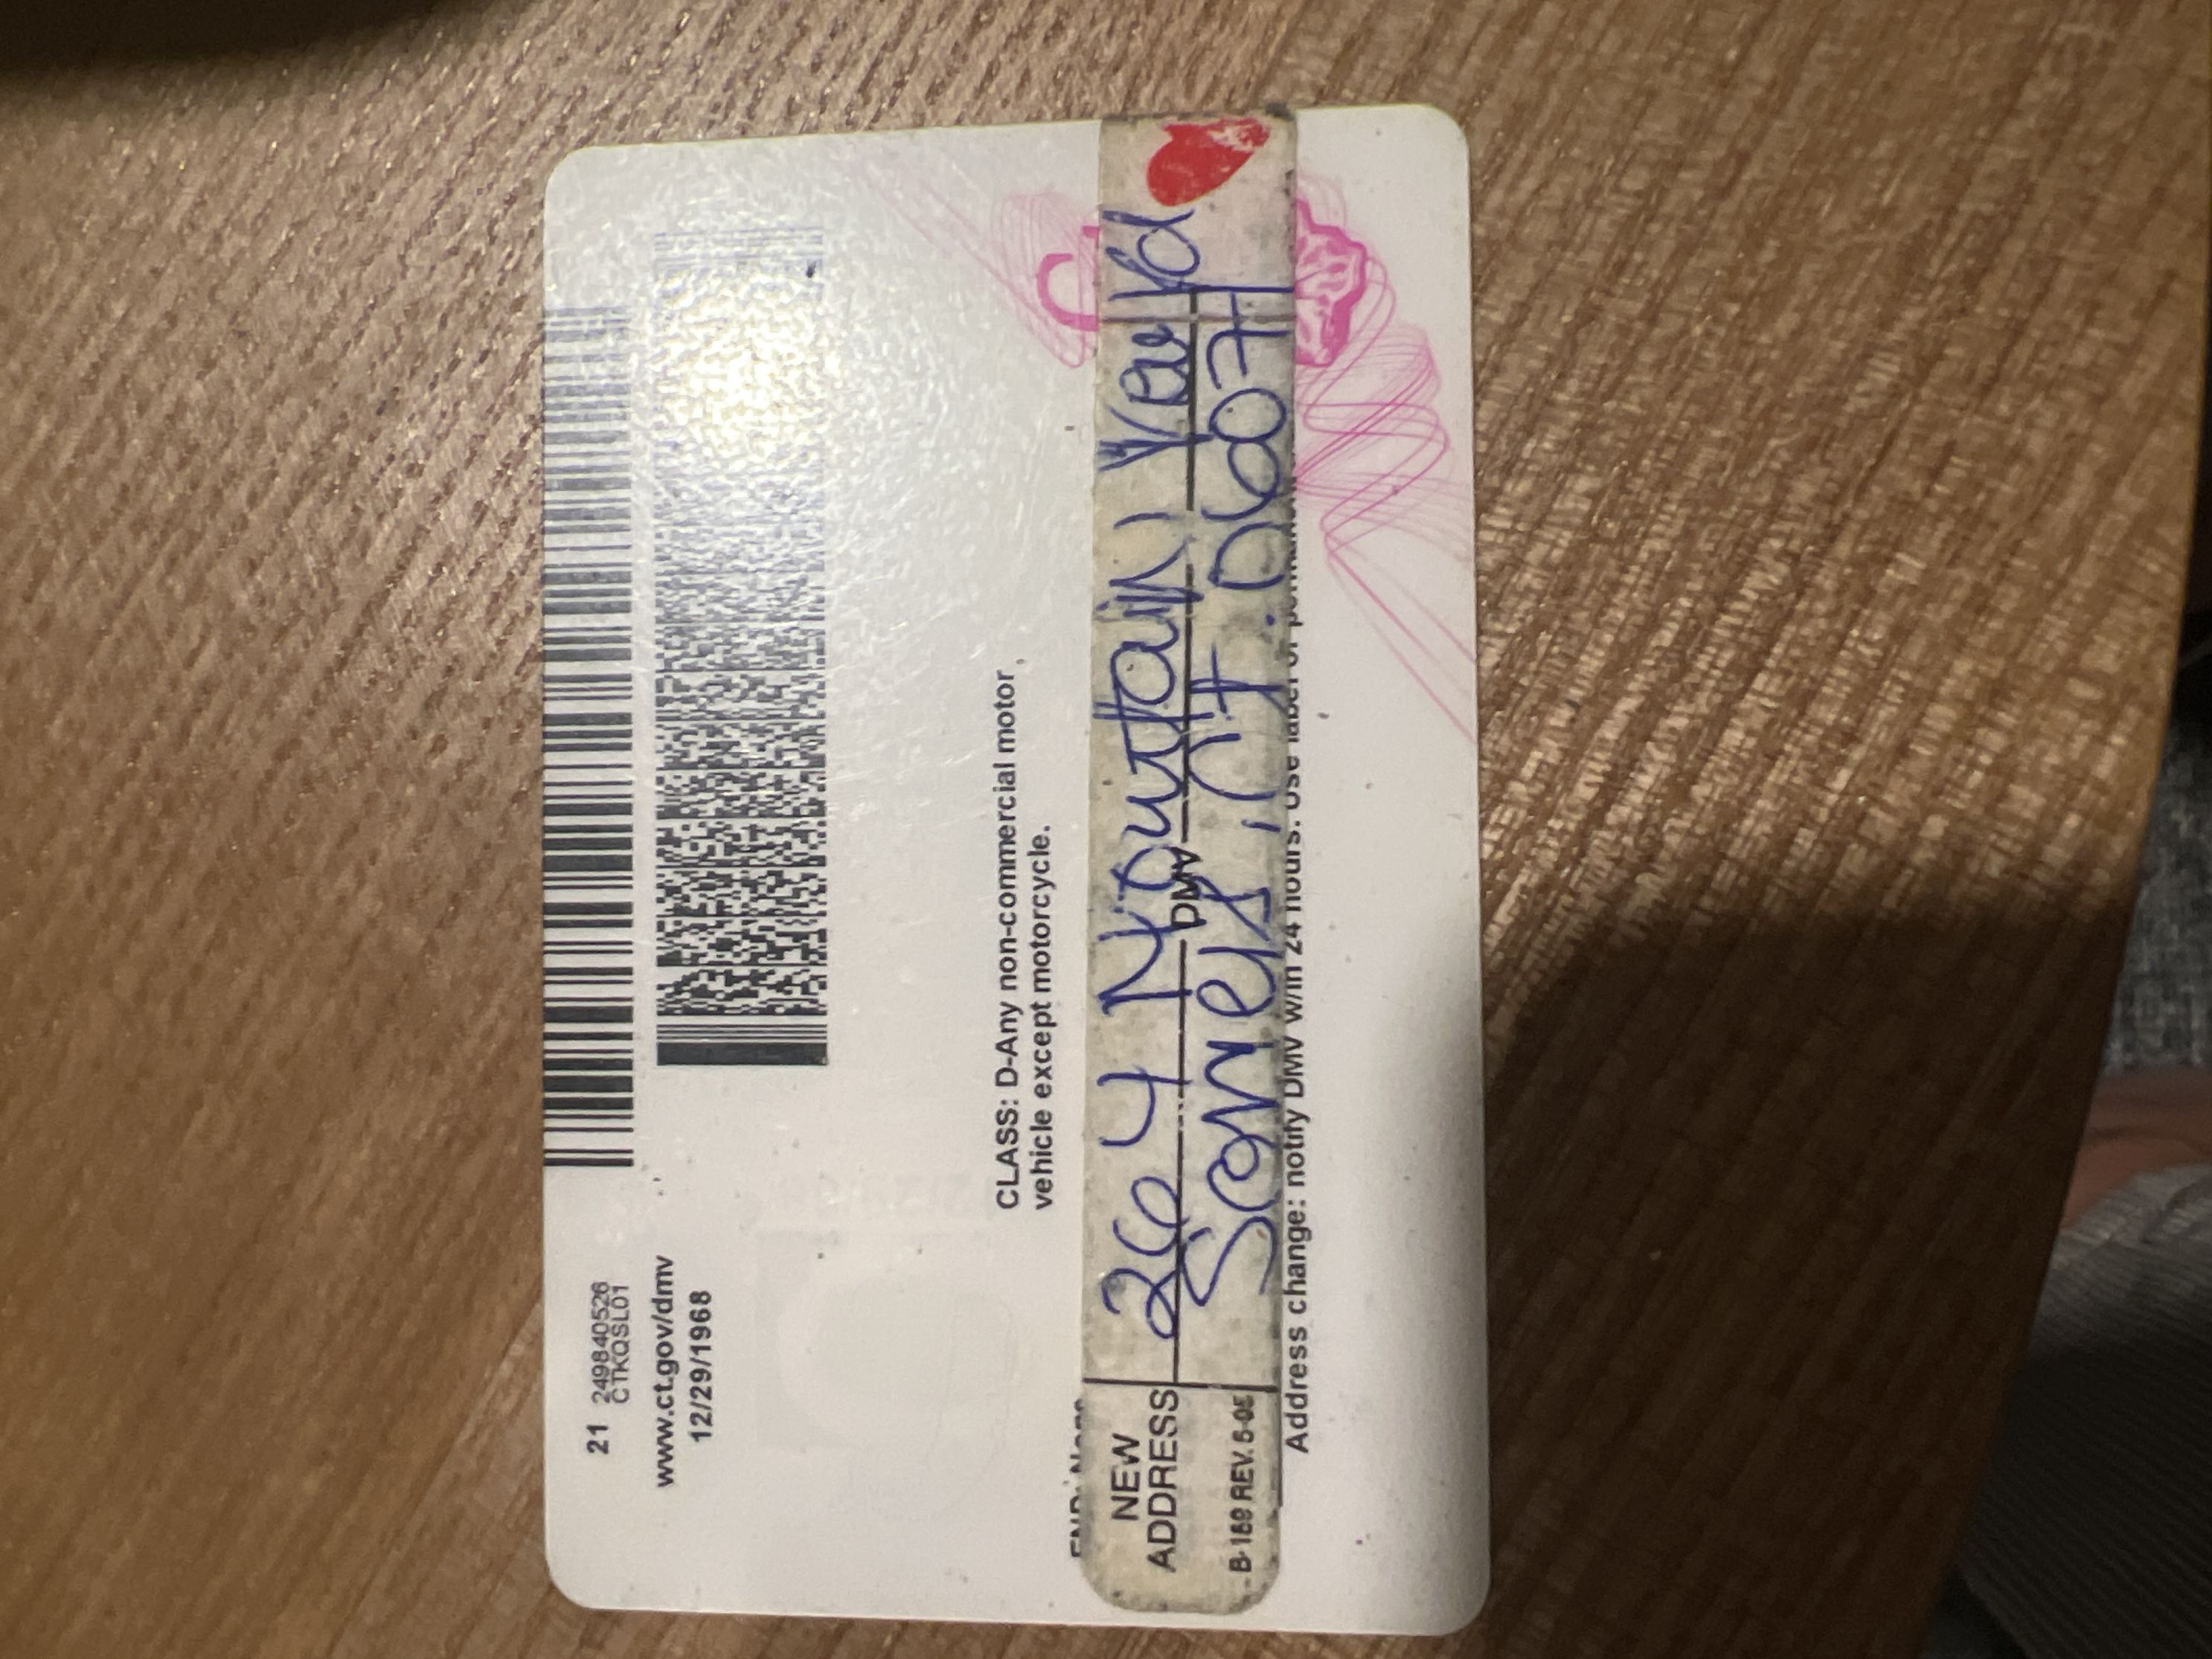 21 249840526
CTKQSL01
www.ct.gov/dmv
12/29/1968
CLASS: D-Any non-commercial motor
vehicle except motorcycle.
NEW
ADDRESS
264 Mountain View Rd
DMV
Somers, Ct. 06071
B-169 REV. 5-05
Address change: notify DMV w/in 24 hours. Use label or